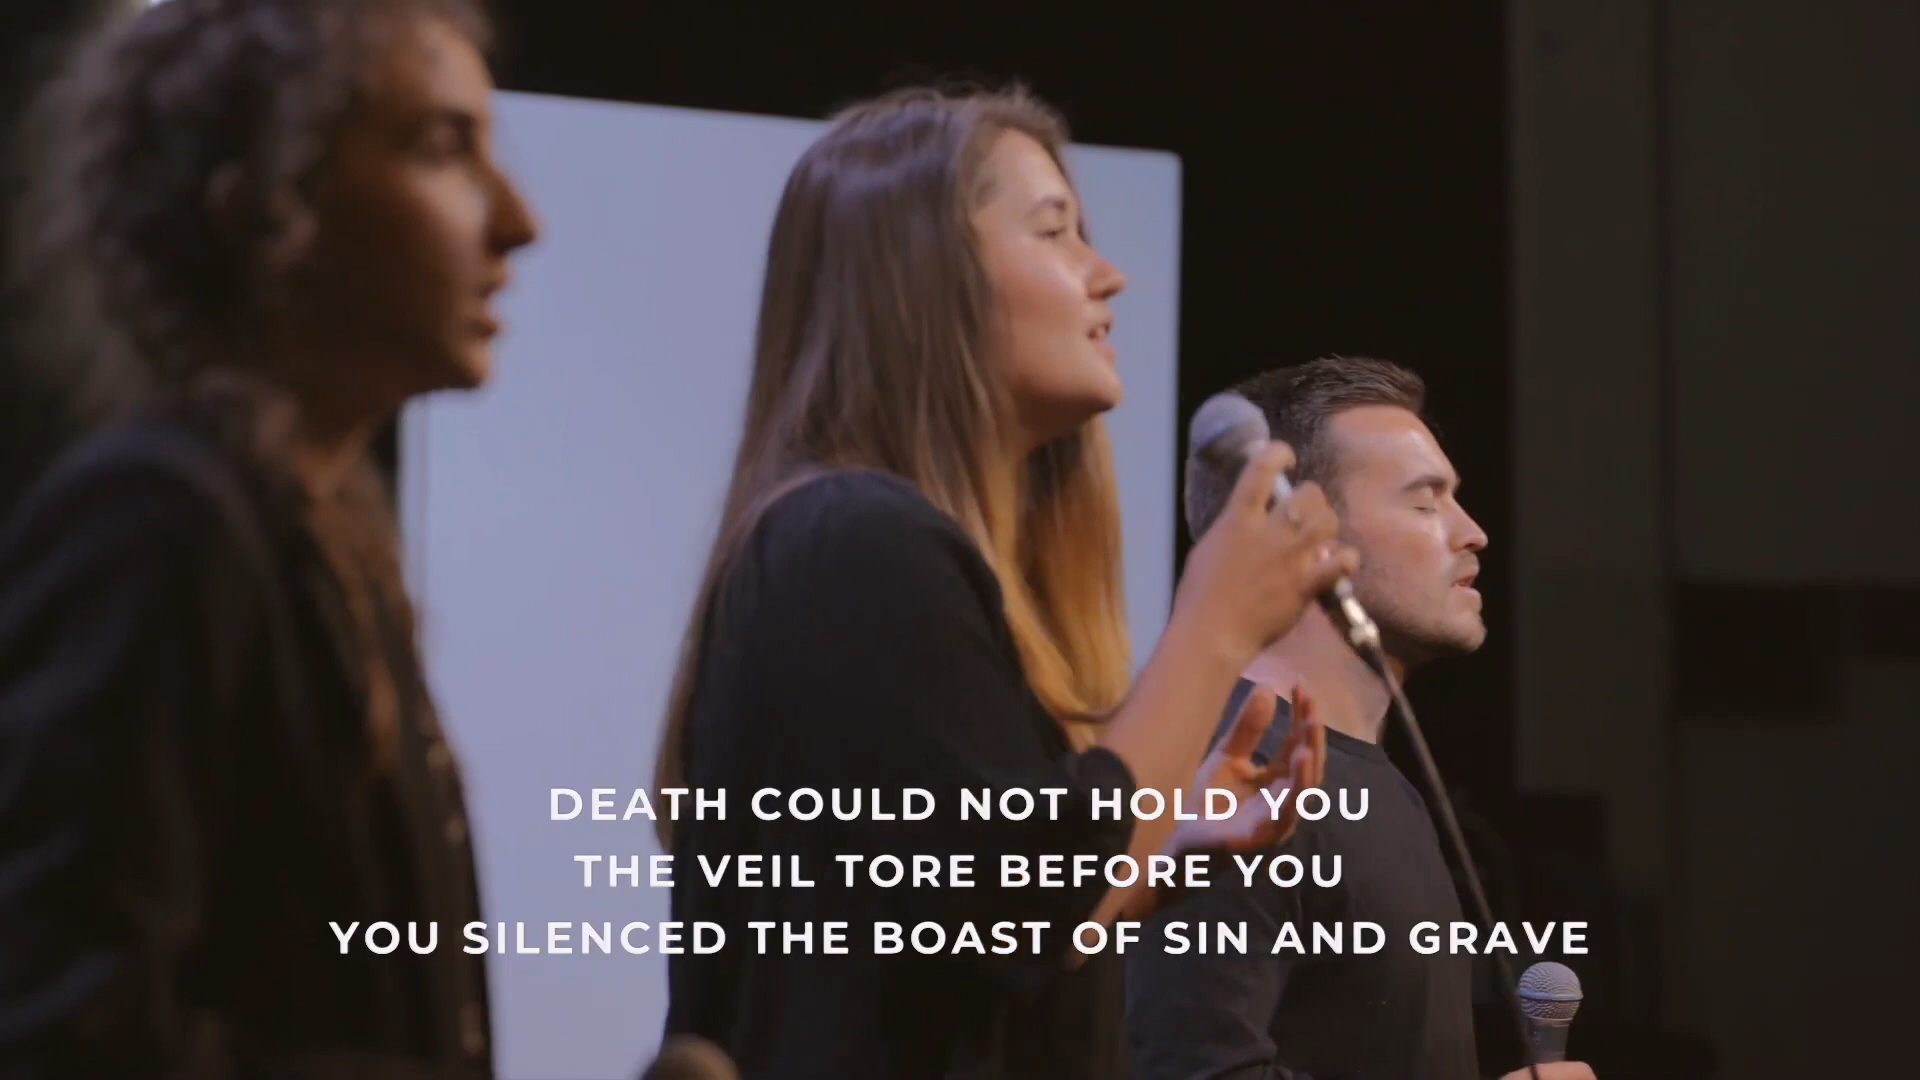 DEATH COULD NOT HOLD YOU
THE VEIL TORE BEFORE YOU
YOU SILENCED THE BOAST OF SIN AND GRAVE